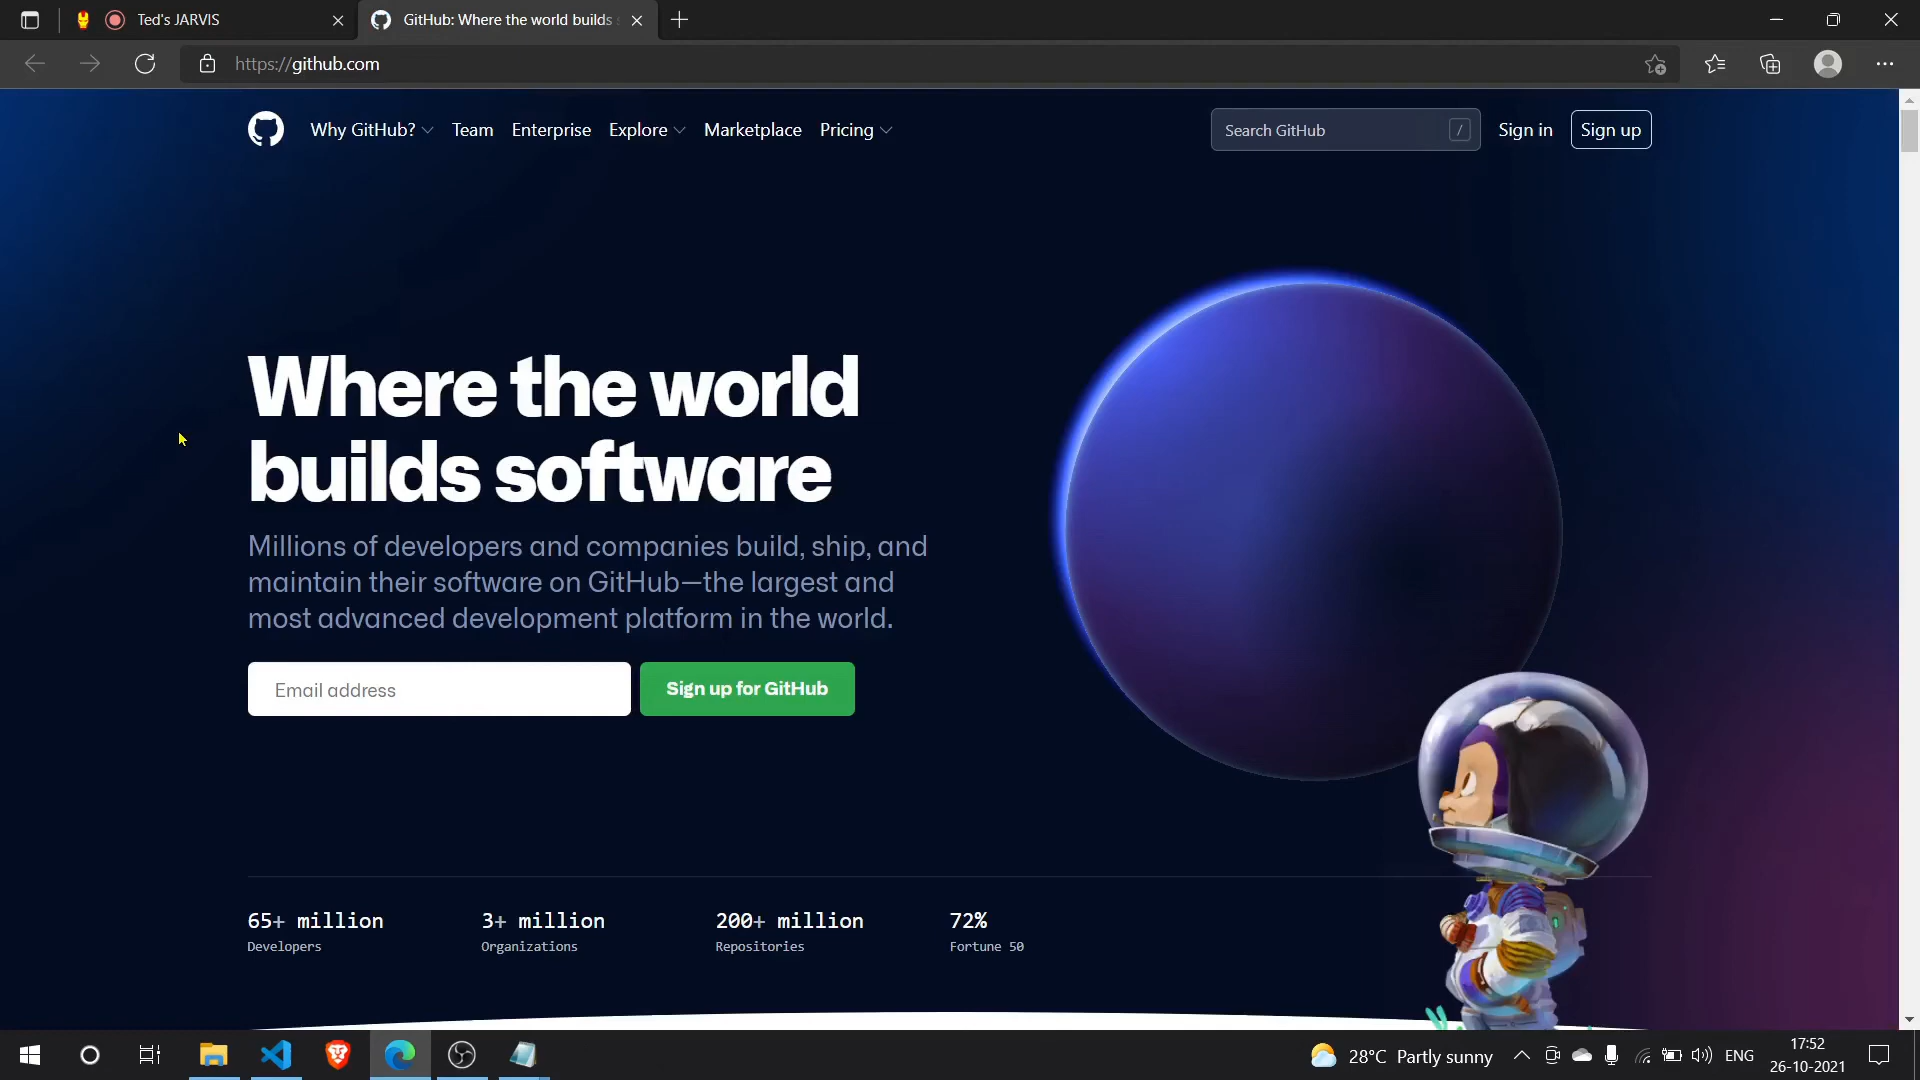 Ted's JARVIS
GitHub: Where the world builds
https://github.com
Why GitHub? Team Enterprise Explore Marketplace Pricing
Search GitHub /
Sign in
Sign up
Where the world
builds software
Millions of developers and companies build, ship, and
maintain their software on GitHub—the largest and
most advanced development platform in the world.
Email address
Sign up for GitHub
65+ million
Developers
3+ million
Organizations
200+ million
Repositories
72%
Fortune 50
28°C Partly sunny
ENG
17:52
26-10-2021